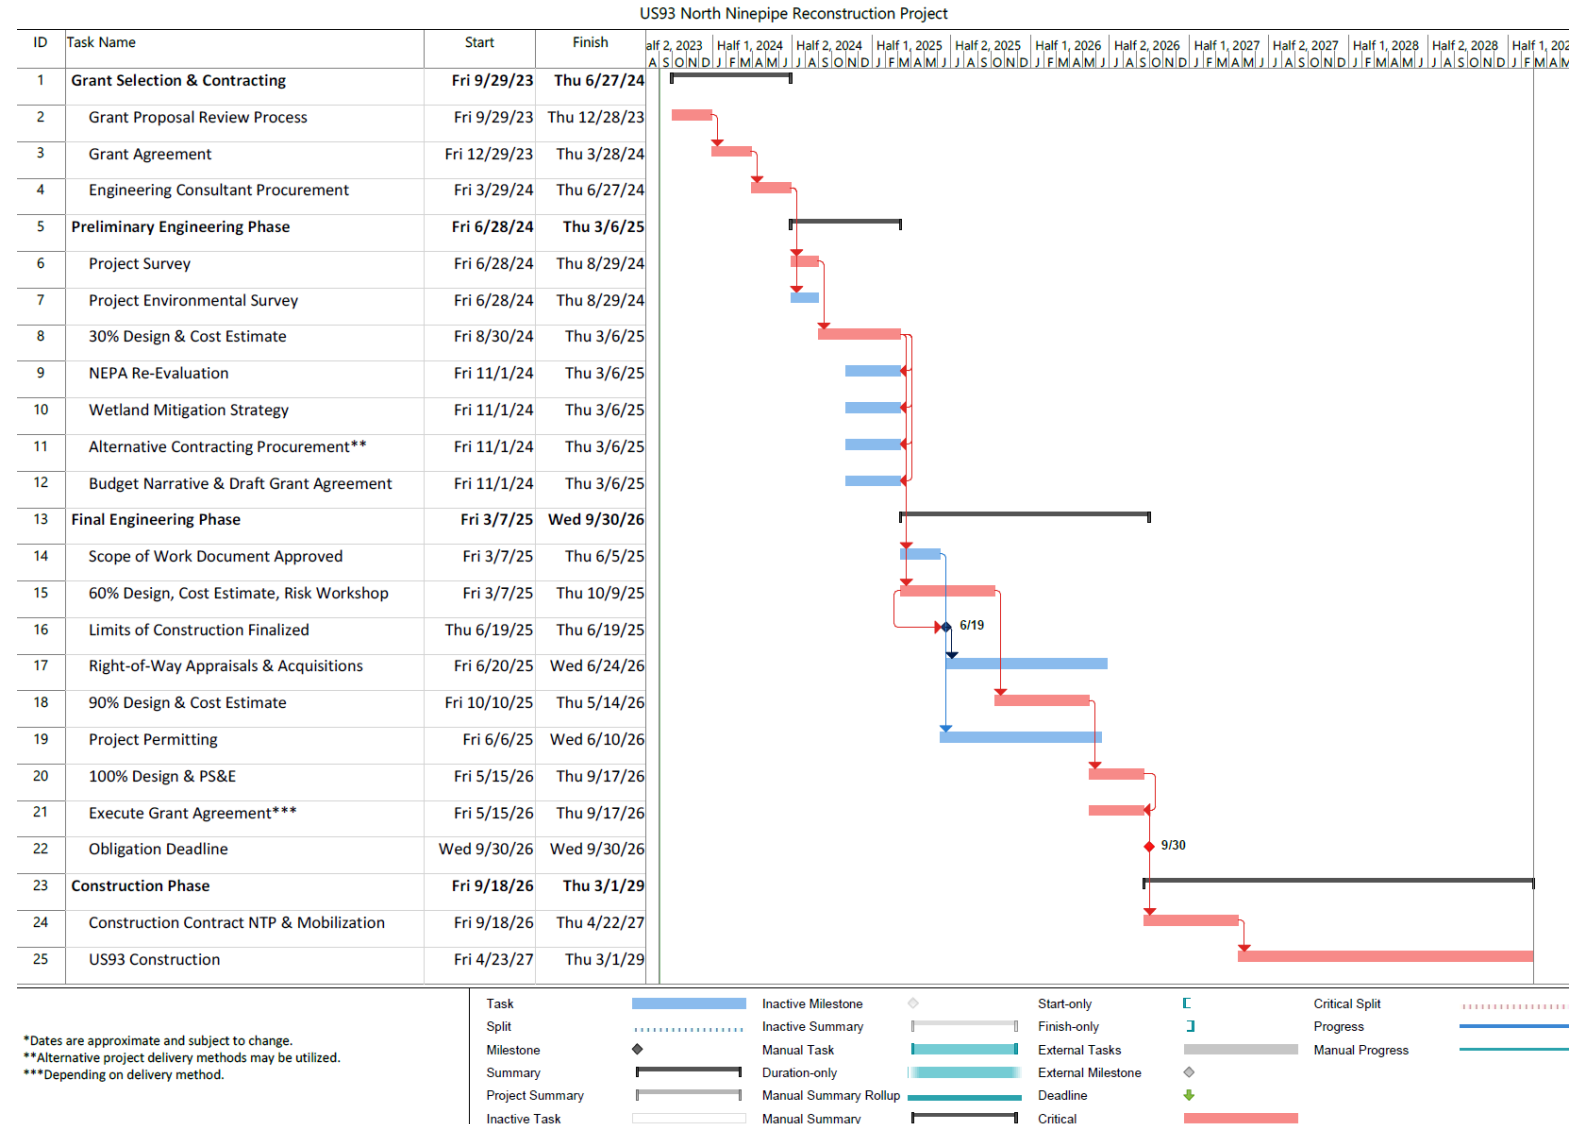 US93 North Ninepipe Reconstruction Project
ID Task Name Start Finish
alf 2, 2023 Half 1, 2024 Half 2, 2024 Half 1, 2025 Half 2, 2025 Half 1, 2026 Half 2, 2026 Half 1, 2027 Half 2, 2027 Half 1, 2028 Half 2, 2028 Half 1, 202
A S O N D J F M A M J J A S O N D J F M A M J J A S O N D J F M A M J J A S O N D J F M A M J J A S O N D J F M A M J J A S O N D J F M A M
1 Grant Selection & Contracting Fri 9/29/23 Thu 6/27/24
2 Grant Proposal Review Process Fri 9/29/23 Thu 12/28/23
3 Grant Agreement Fri 12/29/23 Thu 3/28/24
4 Engineering Consultant Procurement Fri 3/29/24 Thu 6/27/24
5 Preliminary Engineering Phase Fri 6/28/24 Thu 3/6/25
6 Project Survey Fri 6/28/24 Thu 8/29/24
7 Project Environmental Survey Fri 6/28/24 Thu 8/29/24
8 30% Design & Cost Estimate Fri 8/30/24 Thu 3/6/25
9 NEPA Re-Evaluation Fri 11/1/24 Thu 3/6/25
10 Wetland Mitigation Strategy Fri 11/1/24 Thu 3/6/25
11 Alternative Contracting Procurement** Fri 11/1/24 Thu 3/6/25
12 Budget Narrative & Draft Grant Agreement Fri 11/1/24 Thu 3/6/25
13 Final Engineering Phase Fri 3/7/25 Wed 9/30/26
14 Scope of Work Document Approved Fri 3/7/25 Thu 6/5/25
15 60% Design, Cost Estimate, Risk Workshop Fri 3/7/25 Thu 10/9/25
16 Limits of Construction Finalized Thu 6/19/25 Thu 6/19/25 6/19
17 Right-of-Way Appraisals & Acquisitions Fri 6/20/25 Wed 6/24/26
18 90% Design & Cost Estimate Fri 10/10/25 Thu 5/14/26
19 Project Permitting Fri 6/6/25 Wed 6/10/26
20 100% Design & PS&E Fri 5/15/26 Thu 9/17/26
21 Execute Grant Agreement*** Fri 5/15/26 Thu 9/17/26
22 Obligation Deadline Wed 9/30/26 Wed 9/30/26 9/30
23 Construction Phase Fri 9/18/26 Thu 3/1/29
24 Construction Contract NTP & Mobilization Fri 9/18/26 Thu 4/22/27
25 US93 Construction Fri 4/23/27 Thu 3/1/29
*Dates are approximate and subject to change.
**Alternative project delivery methods may be utilized.
***Depending on delivery method.
Task Inactive Milestone Start-only Critical Split
Split Inactive Summary Finish-only Progress
Milestone Manual Task External Tasks Manual Progress
Summary Duration-only External Milestone
Project Summary Manual Summary Rollup Deadline
Inactive Task Manual Summary Critical